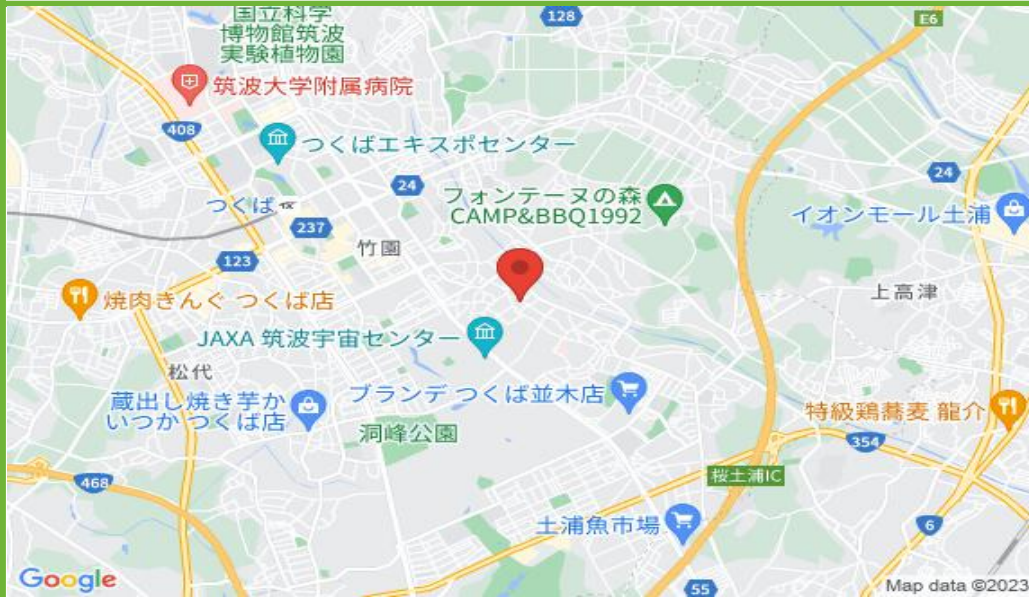 国立科学
博物館筑波
実験植物園
128
E6
筑波大学附属病院
408
つくばエキスポセンター
24
フォンテーヌの森
CAMP&BBQ1992
24
つくば
イオンモール土浦
237
竹園
123
上高津
焼肉きんぐ つくば店
JAXA 筑波宇宙センター
松代
蔵出し焼き芋か
いつか つくば店
ブランデ つくば並木店
洞峰公園
特級鶏蕎麦 龍介
354
468
桜土浦IC
土浦魚市場
6
55
Google
Map data ©2023